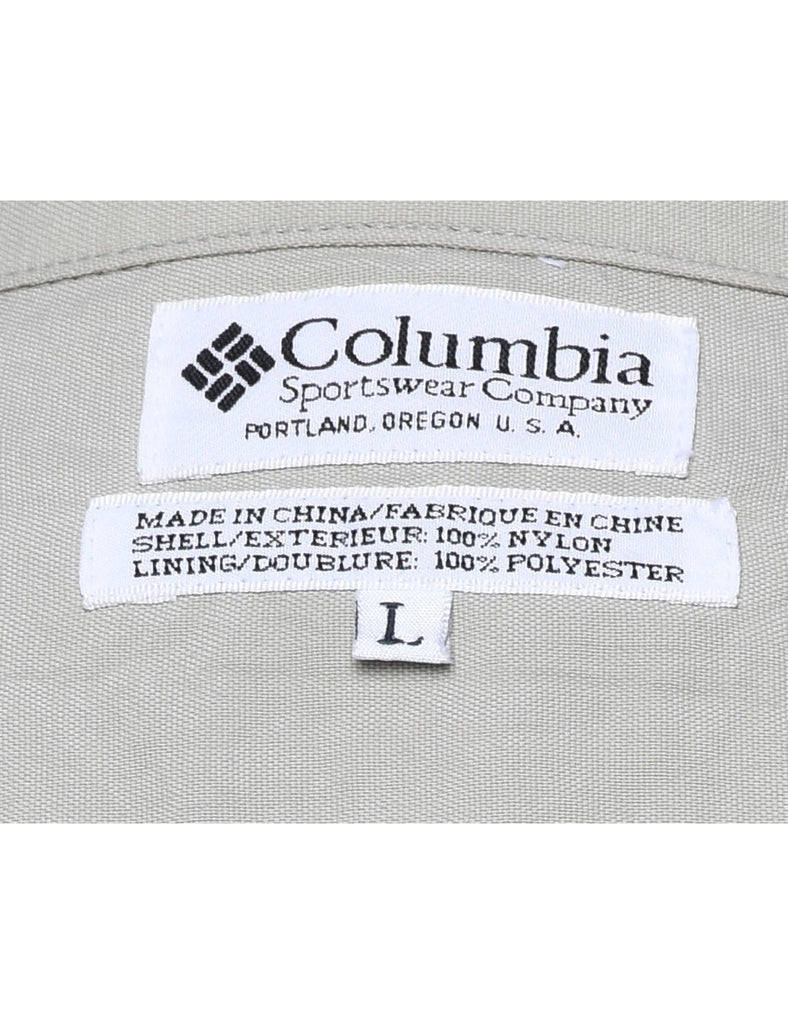 Columbia
Sportswear Company
PORTLAND, OREGON U. S. A.
MADE IN CHINA/FABRIQUE EN CHINE
SHELL/EXTERIEUR: 100% NYLON
LINING/DOUBLURE: 100% POLYESTER
L